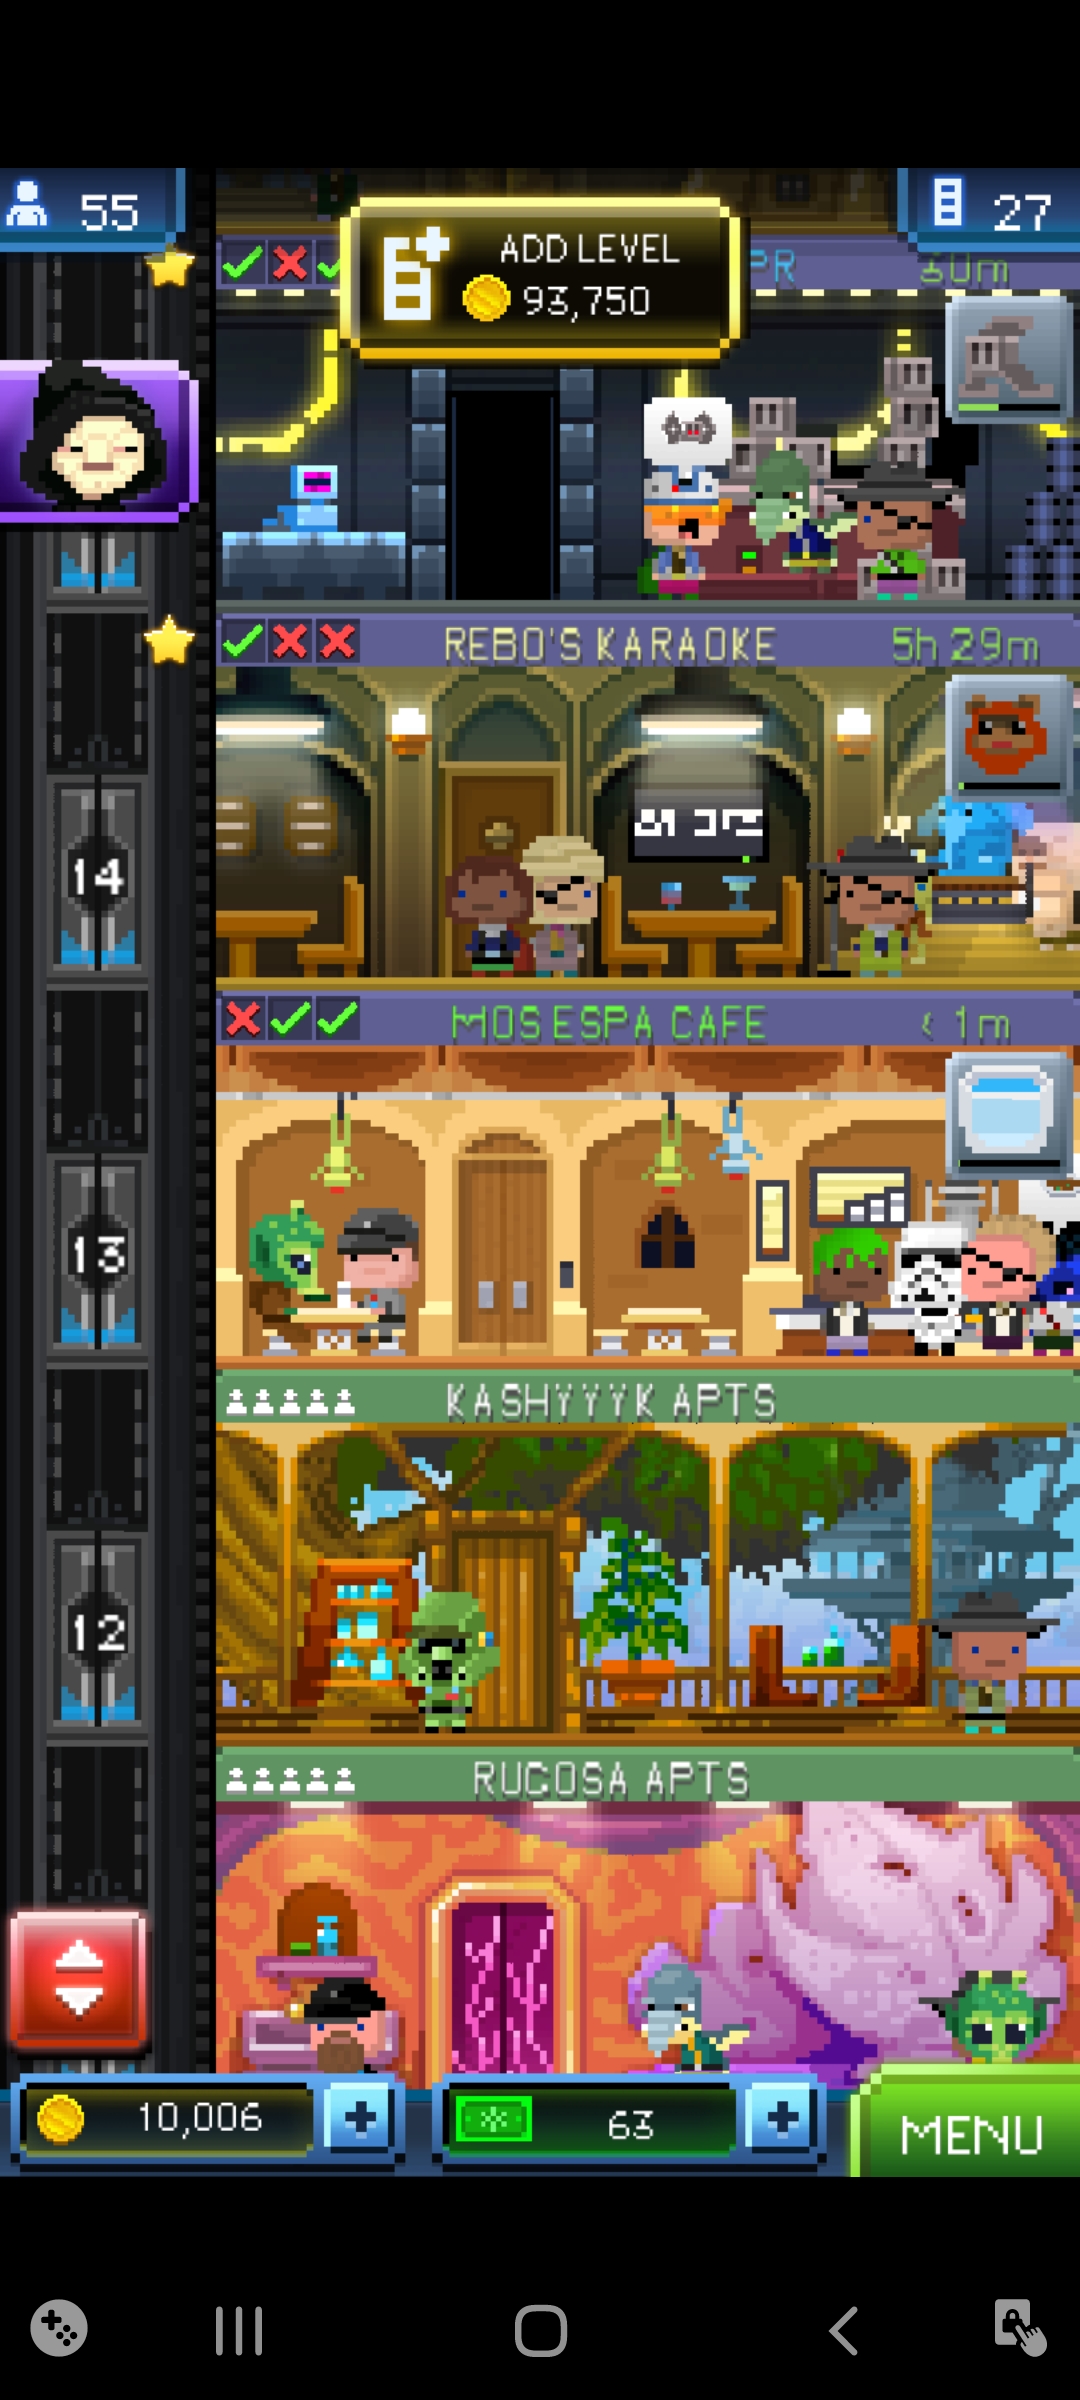 55
27
ADD LEVEL
93,750
PR
30m
REBO'S KARAOKE
5h 29m
14
MOS ESPA CAFE
< 1m
13
KASHYYYK APTS
12
RUCOSA APTS
10,006
63
MENU